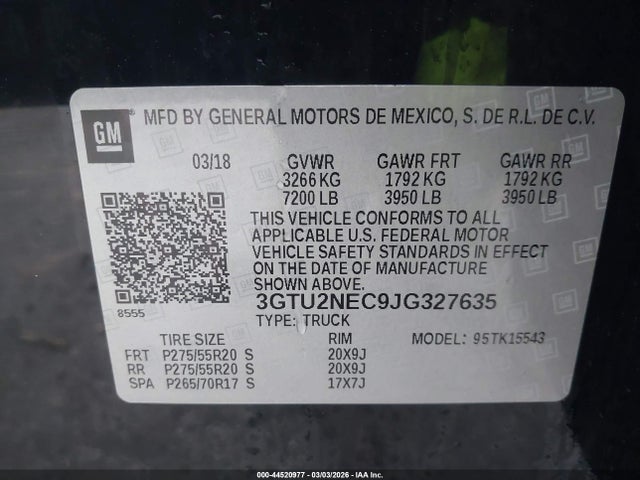 GM
MFD BY GENERAL MOTORS DE MEXICO, S. DE R.L. DE C.V.
03/18 GVWR GAWR FRT GAWR RR
3266 KG 1792 KG 1792 KG
7200 LB 3950 LB 3950 LB
THIS VEHICLE CONFORMS TO ALL
APPLICABLE U.S. FEDERAL MOTOR
VEHICLE SAFETY STANDARDS IN EFFECT
ON THE DATE OF MANUFACTURE
SHOWN ABOVE.
3GTU2NEC9JG327635
8555
TYPE: TRUCK
TIRE SIZE RIM MODEL: 95TK15543
FRT P275/55R20 S 20X9J
RR P275/55R20 S 20X9J
SPA P265/70R17 S 17X7J
000-44520977 - 03/03/2026 - IAA Inc.